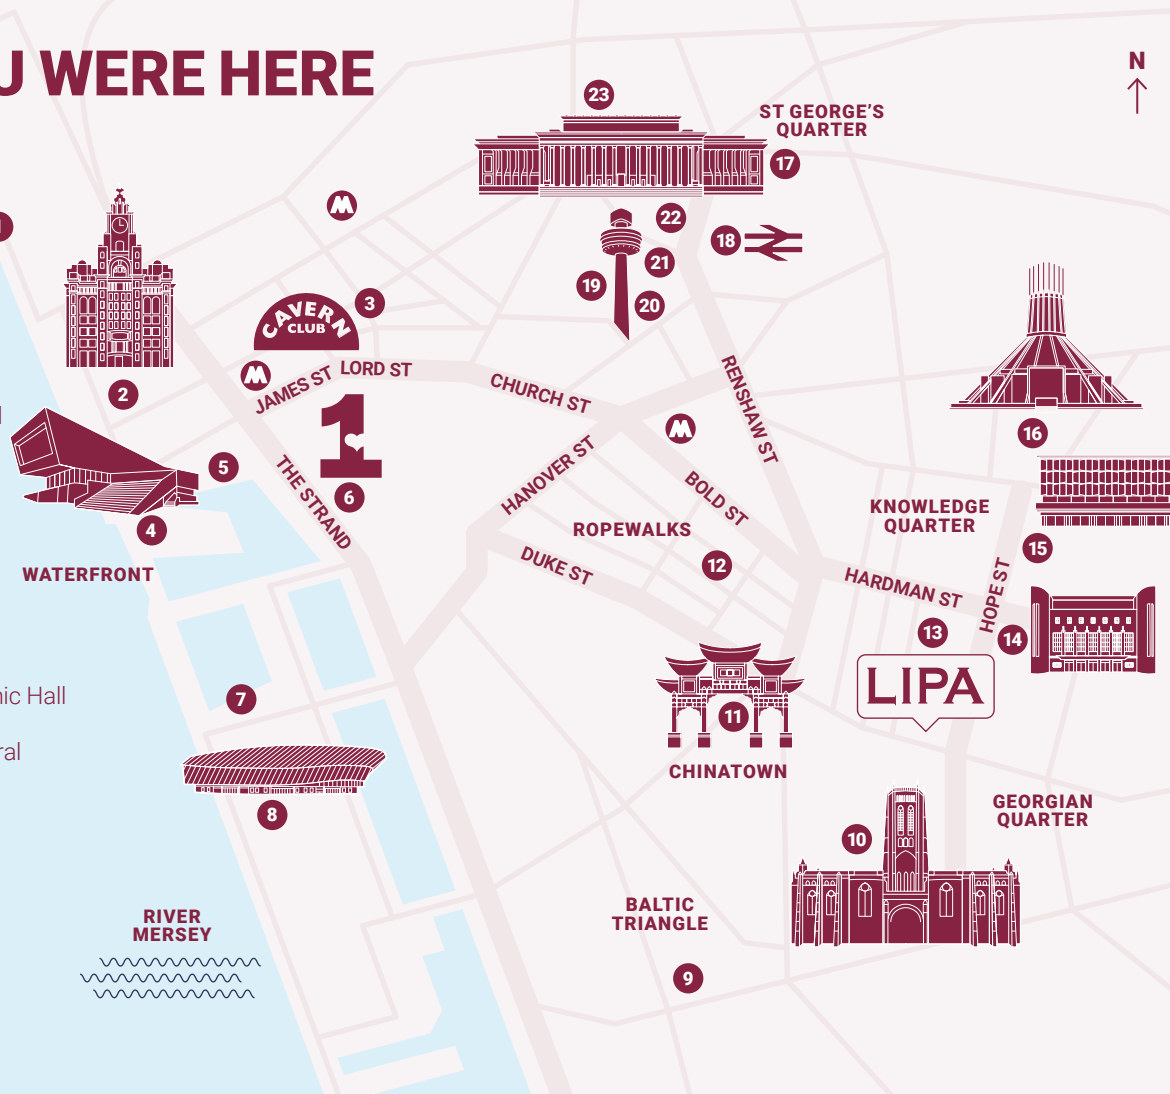 WERE HERE
N
23
ST GEORGE'S
QUARTER
17
22
18
21
19
20
3
CAVERN
CLUB
2
JAMES ST
LORD ST
CHURCH ST
RENSHAW ST
1
16
5
6
THE STRAND
HANOVER ST
BOLD ST
4
ROPEWALKS
KNOWLEDGE
QUARTER
15
WATERFRONT
DUKE ST
12
HARDMAN ST
HOPE ST
13
14
LIPA
nic Hall
7
11
ral
CHINATOWN
8
GEORGIAN
QUARTER
10
BALTIC
TRIANGLE
RIVER
MERSEY
9